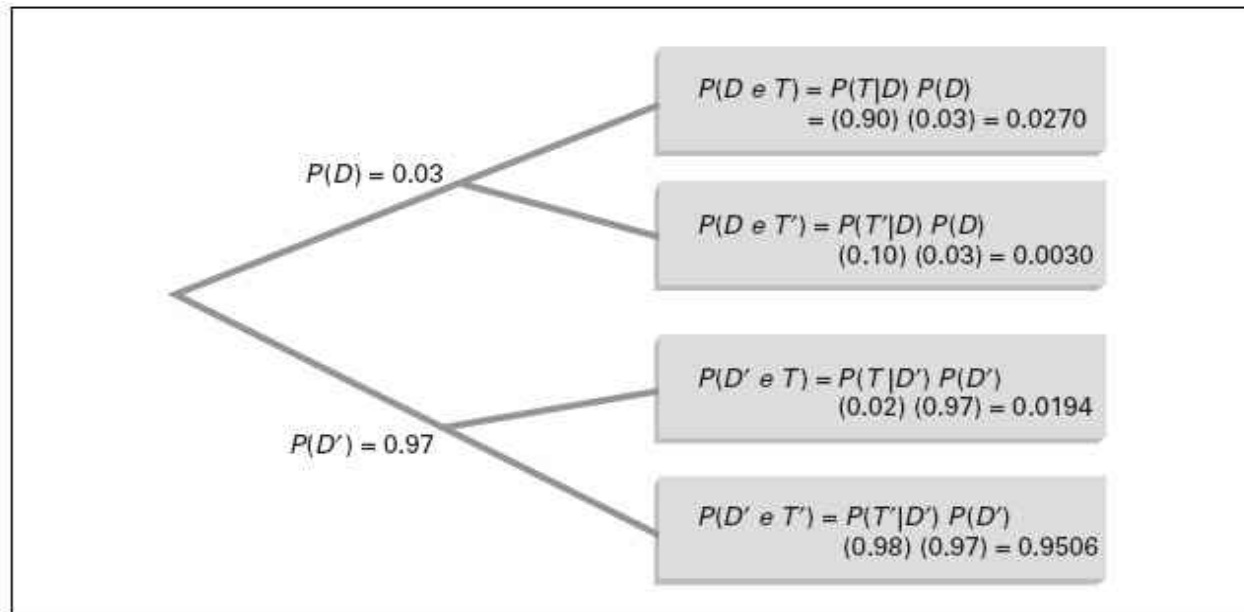 P(D e T) = P(T|D) P(D)
= (0.90) (0.03) = 0.0270
P(D) = 0.03
P(D e T′) = P(T′|D) P(D)
(0.10) (0.03) = 0.0030
P(D′ e T) = P(T|D′) P(D′)
(0.02) (0.97) = 0.0194
P(D′) = 0.97
P(D′ e T′) = P(T′|D′) P(D′)
(0.98) (0.97) = 0.9506